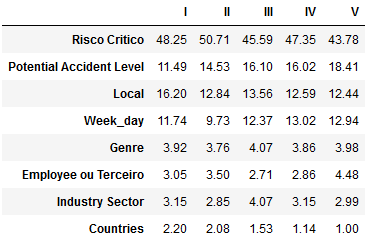 I II III IV V
Risco Critico 48.25 50.71 45.59 47.35 43.78
Potential Accident Level 11.49 14.53 16.10 16.02 18.41
Local 16.20 12.84 13.56 12.59 12.44
Week_day 11.74 9.73 12.37 13.02 12.94
Genre 3.92 3.76 4.07 3.86 3.98
Employee ou Terceiro 3.05 3.50 2.71 2.86 4.48
Industry Sector 3.15 2.85 4.07 3.15 2.99
Countries 2.20 2.08 1.53 1.14 1.00